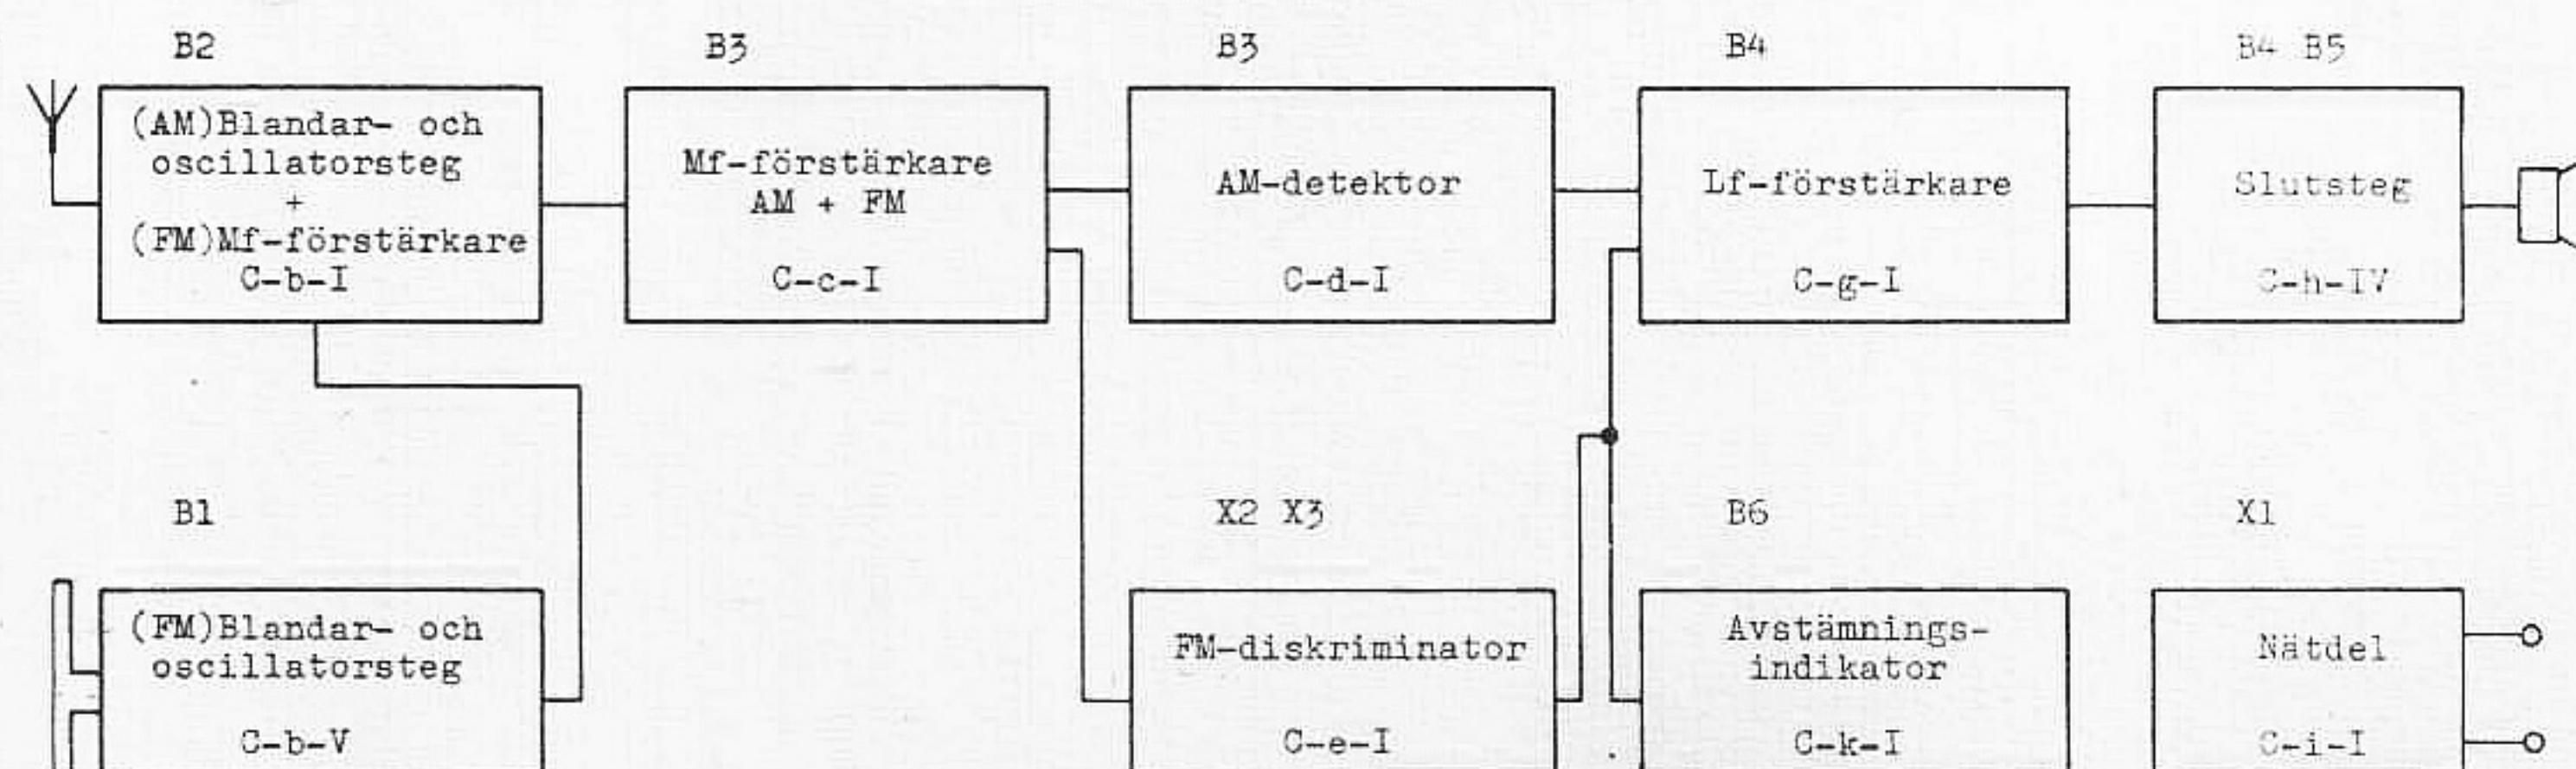 B2
(AM)Blandar- och
oscillatorsteg
+
(FM)Mf-förstärkare
C-b-I
B3
Mf-förstärkare
AM + FM
C-c-I
B3
AM-detektor
C-d-I
B4
Lf-förstärkare
C-g-I
B4 B5
Slutsteg
C-h-IV
B1
(FM)Blandar- och
oscillatorsteg
C-b-V
X2 X3
FM-diskriminator
C-e-I
B6
Avstämnings-
indikator
C-k-I
X1
Nätdel
C-i-I